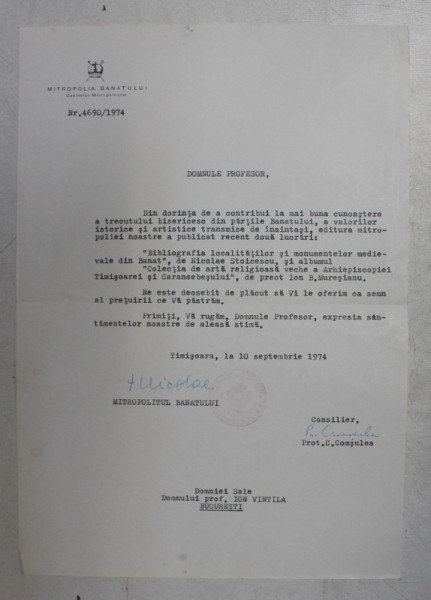 MITROPOLIA BANATULUI
Cabinetul Mitropolitului
Nr.4690/1974
DOMNULE PROFESOR,
Din dorința de a contribui la mai buna cunoaștere
a trecutului bisericesc din părțile Banatului, a valorilor
istorice și artistice transmise de înaintași, editura mitro-
poliei noastre a publicat recent două lucrări:
"Bibliografia localităților și monumentelor medie-
vale din Banat", de Nicolae Stoicescu, și albumul
"Colecția de artă religioasă veche a Arhiepiscopiei
Timișoarei și Caransebeșului", de preot Ion B.Mureșianu.
Ne este deosebit de plăcut să Vi le oferim ca semn
al prețuirii ce Vă păstrăm.
Primiți, Vă rugăm, Domnule Profesor, expresia sen-
timentelor noastre de aleasă stimă.
Timișoara, la 10 septembrie 1974
+Nicolae
MITROPOLITUL BANATULUI
Consilier,
Prot.C.Comșulea
Domniei Sale
Domnului prof. ION VINTILA
BUCUREȘTI